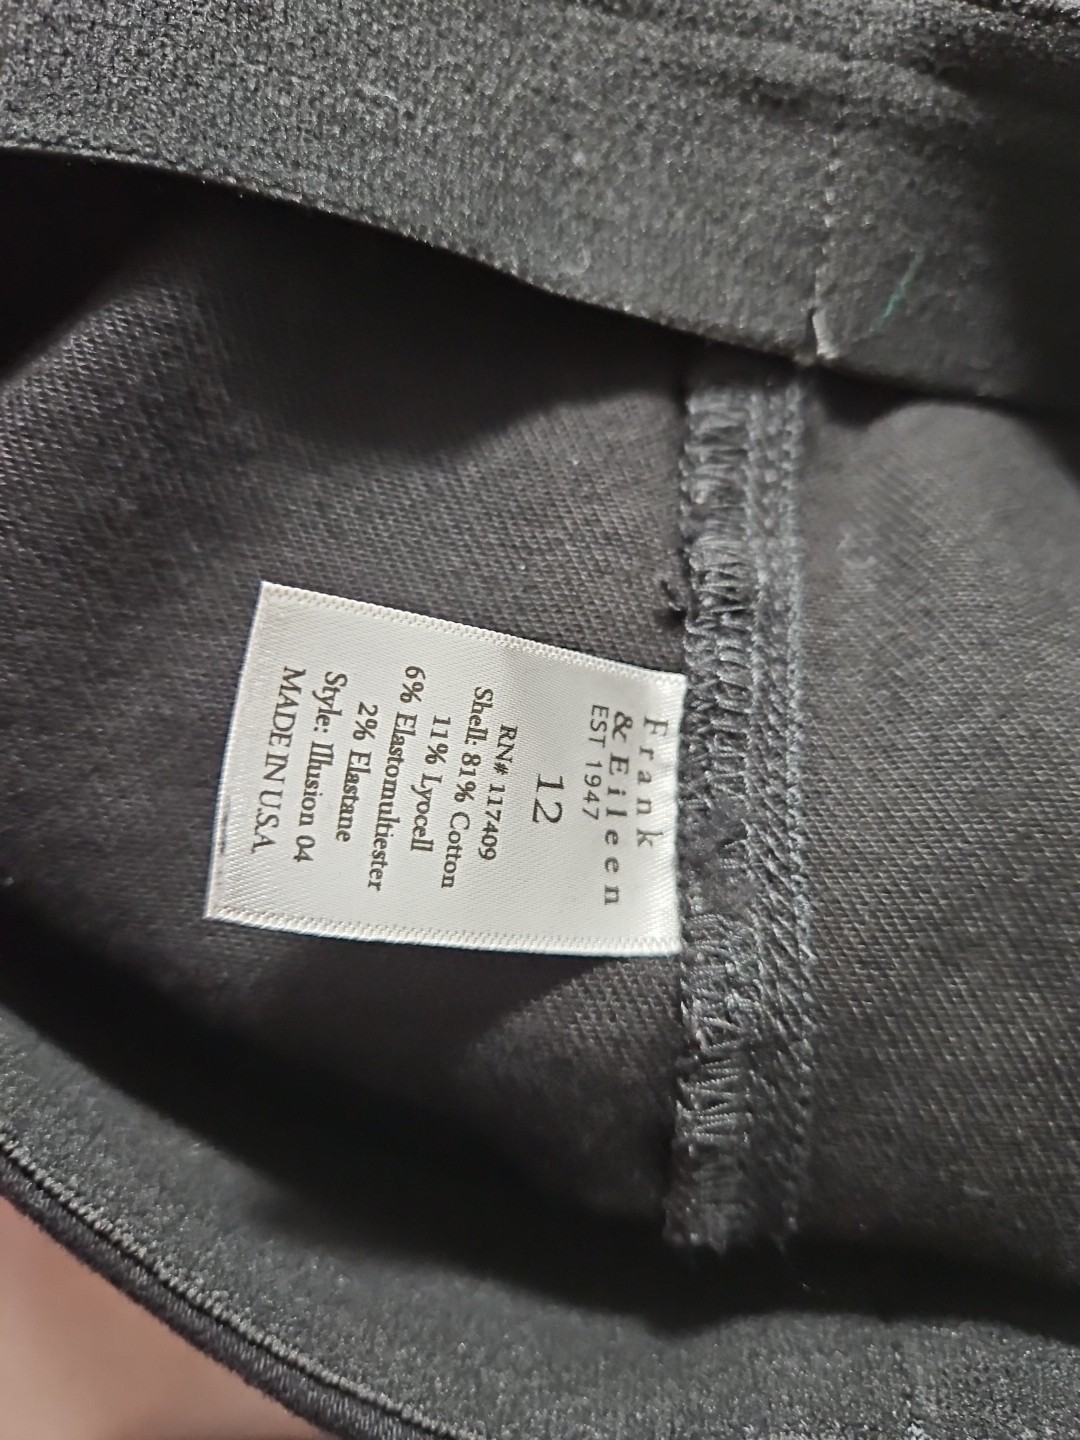 Frank
& Eileen
EST 1947
12
RN# 117409
Shell: 81% Cotton
11% Lyocell
6% Elastomultiester
2% Elastane
Style: Illusion 04
MADE IN U.S.A.